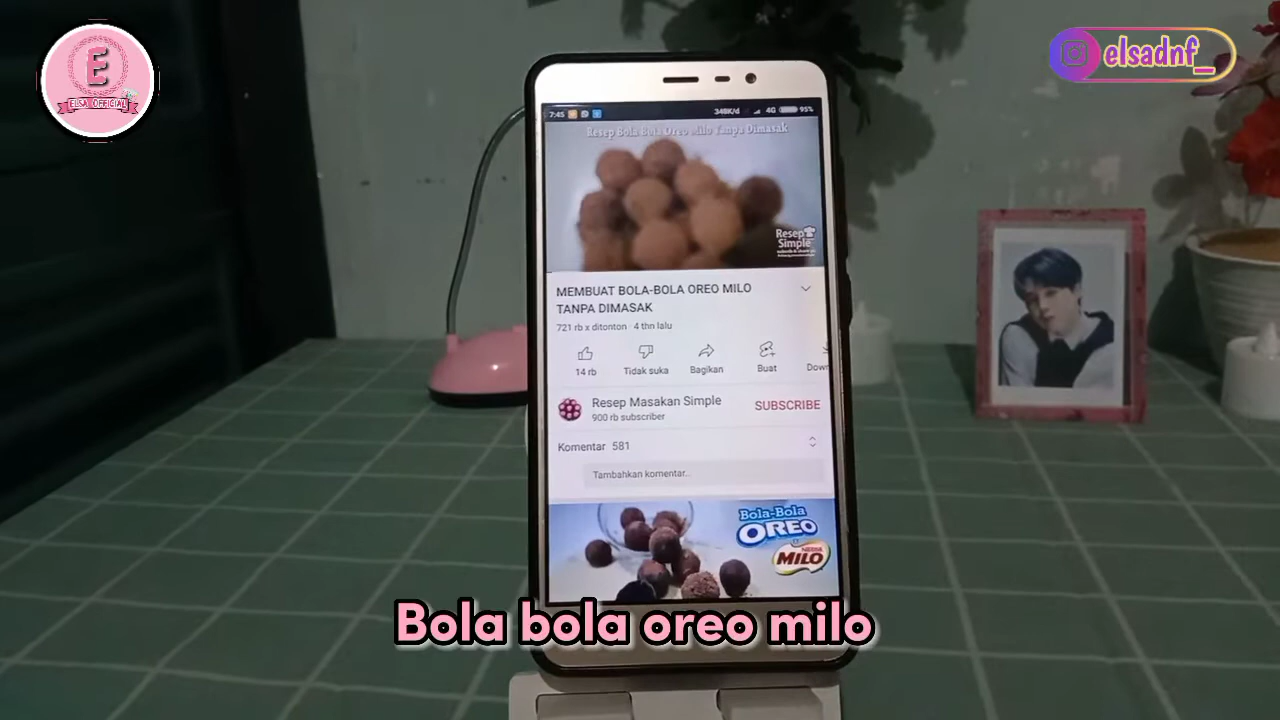 E
ELSA OFFICIAL
elsadnf_
7:45
348K/d
4G
95%
Resep Bola Bola Oreo Milo Tanpa Dimasak
Resep
Simple
MEMBUAT BOLA-BOLA OREO MILO
TANPA DIMASAK
721 rb x ditonton · 4 thn lalu
14 rb
Tidak suka
Bagikan
Buat
Down
Resep Masakan Simple
900 rb subscriber
SUBSCRIBE
Komentar 581
Tambahkan komentar...
Bola-Bola
OREO
MILO
Bola bola oreo milo